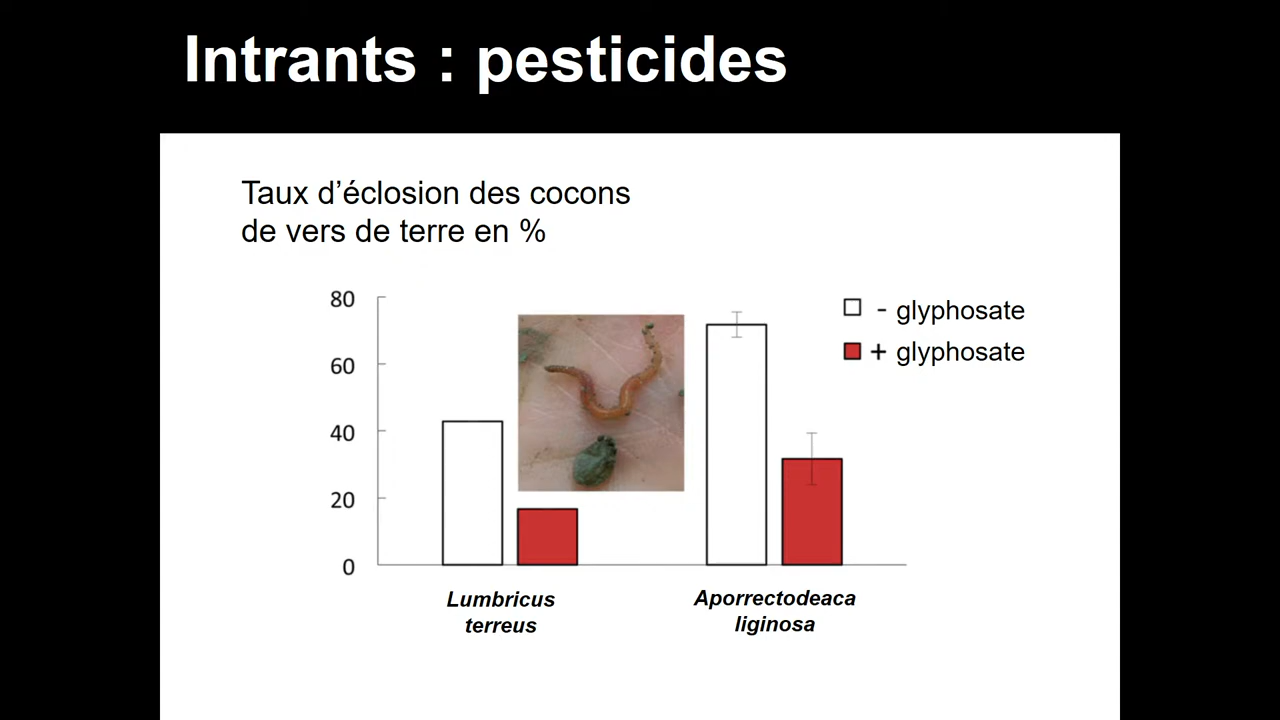 Intrants : pesticides
Taux d’éclosion des cocons
de vers de terre en %
80
60
40
20
0
- glyphosate
+ glyphosate
Lumbricus
terreus
Aporrectodeaca
liginosa